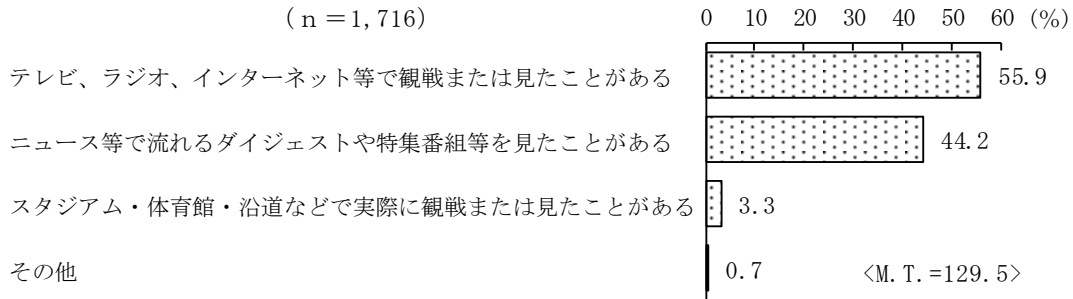 （ｎ＝1,716） 0 10 20 30 40 50 60 (%)
テレビ、ラジオ、インターネット等で観戦または見たことがある 55.9
ニュース等で流れるダイジェストや特集番組等を見たことがある 44.2
スタジアム・体育館・沿道などで実際に観戦または見たことがある 3.3
その他 0.7 <M.T.=129.5>